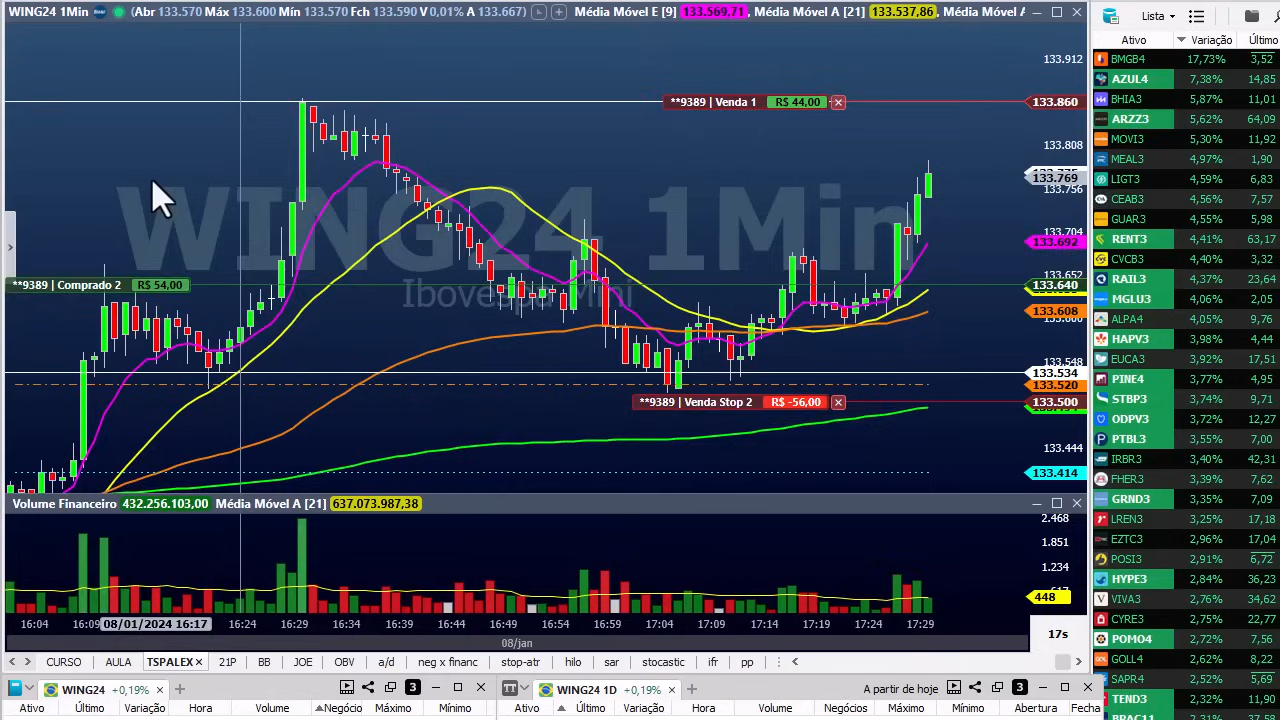 WING24 1Min (Abr 133.570 Máx 133.600 Min 133.570 Fch 133.590 V 0,01% A 133.667) Média Móvel E [9] 133.569,71, Média Móvel A [21] 133.537,86, Média Móvel A
133.912
**9389 | Venda 1 R$ 44,00 133.860
133.808
133.769
133.756
133.704
133.692
133.652
**9389 | Comprado 2 R$ 54,00 133.640
133.608
133.548
133.534
133.520
**9389 | Venda Stop 2 R$ -56,00 133.500
133.444
133.414
WING24 1Min
Ibovespa Mini
Volume Financeiro 432.256.103,00 Média Móvel A [21] 637.073.987,38
2.468
1.851
1.234
448
16:04 16:09 08/01/2024 16:17 16:24 16:29 16:34 16:39 16:44 16:49 16:54 16:59 17:04 17:09 17:14 17:19 17:24 17:29
08/jan
17s
CURSO AULA TSPALEX 21P BB JOE OBV a/d neg x financ stop-atr hilo sar stocastic ifr pp
WING24 +0,19%
Ativo Último Variação Hora Volume Negócio Máximo Mínimo
3
WING24 1D +0,19% A partir de hoje 3
Ativo Último Variação Hora Volume Negócios Máximo Mínimo Abertura Fecha
Lista
Ativo Variação Último
BMGB4 17,73% 3,52
AZUL4 7,38% 14,85
BHIA3 5,87% 11,01
ARZZ3 5,62% 64,09
MOVI3 5,30% 11,92
MEAL3 4,97% 1,90
LIGT3 4,59% 6,83
CEAB3 4,56% 7,57
GUAR3 4,55% 5,98
RENT3 4,41% 63,17
CVCB3 4,40% 3,32
RAIL3 4,37% 23,64
MGLU3 4,06% 2,05
ALPA4 4,05% 9,76
HAPV3 3,98% 4,44
EUCA3 3,92% 17,51
PINE4 3,77% 4,95
STBP3 3,74% 9,71
ODPV3 3,72% 12,27
PTBL3 3,55% 7,00
IRBR3 3,40% 42,31
FHER3 3,39% 7,62
GRND3 3,35% 7,09
LREN3 3,25% 17,18
EZTC3 2,96% 17,04
POSI3 2,91% 6,72
HYPE3 2,84% 36,23
VIVA3 2,76% 34,62
CYRE3 2,75% 22,77
POMO4 2,72% 7,56
GOLL4 2,62% 8,22
SAPR4 2,52% 5,69
TEND3 2,52% 13,30